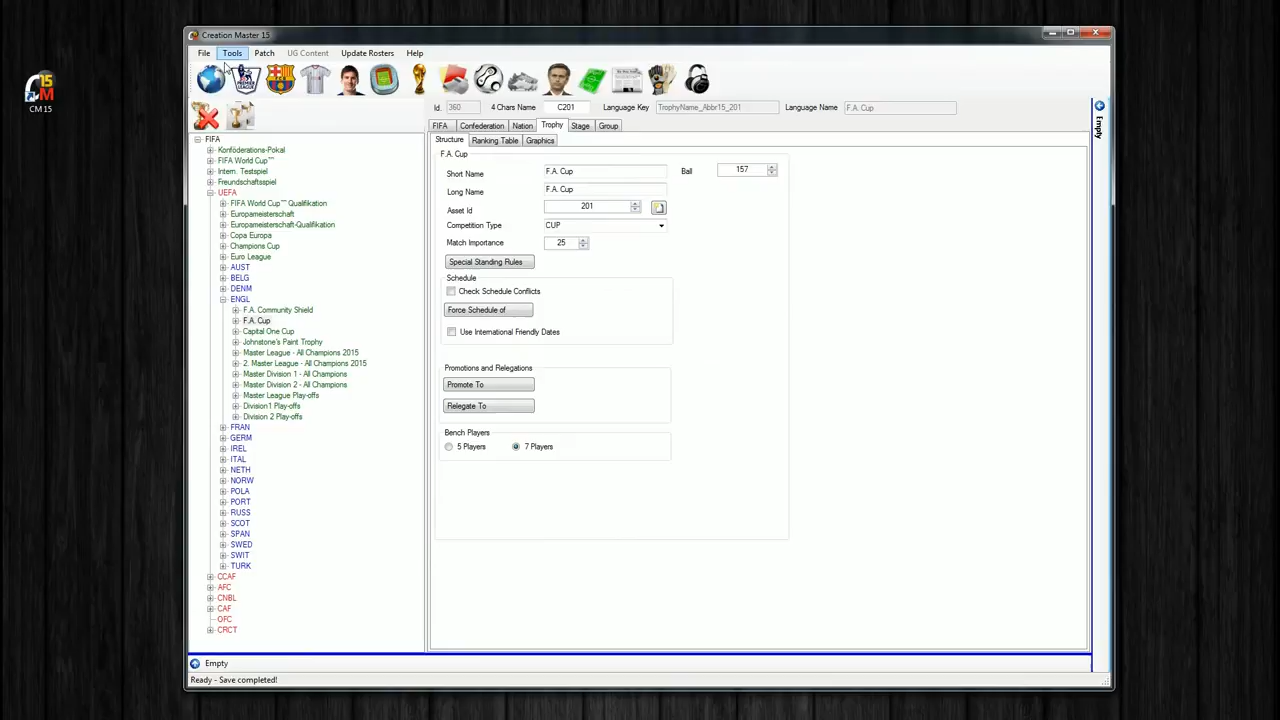 Creation Master 15
File Tools Patch UG Content Update Rosters Help
15
M
CM 15
Id. 360 4 Chars Name C201 Language Key TrophyName_Abbr15_201 Language Name F.A. Cup
FIFA Confederation Nation Trophy Stage Group
Structure Ranking Table Graphics
Empty
F.A. Cup
Short Name F.A. Cup Ball 157
Long Name F.A. Cup
Asset Id 201
Competition Type CUP
Match Importance 25
Special Standing Rules
Schedule
Check Schedule Conflicts
Force Schedule of
Use International Friendly Dates
Promotions and Relegations
Promote To
Relegate To
Bench Players
5 Players 7 Players
FIFA
Konföderations-Pokal
FIFA World Cup™
Intern. Testspiel
Freundschaftsspiel
UEFA
FIFA World Cup™ Qualifikation
Europameisterschaft
Europameisterschaft-Qualifikation
Copa Europa
Champions Cup
Euro League
AUST
BELG
DENM
ENGL
F.A. Community Shield
F.A. Cup
Capital One Cup
Johnstone's Paint Trophy
Master League - All Champions 2015
2. Master League - All Champions 2015
Master Division 1 - All Champions
Master Division 2 - All Champions
Master League Play-offs
Division1 Play-offs
Division 2 Play-offs
FRAN
GERM
IREL
ITAL
NETH
NORW
POLA
PORT
RUSS
SCOT
SPAN
SWED
SWIT
TURK
CCAF
AFC
CNBL
CAF
OFC
CRCT
Empty
Ready - Save completed!